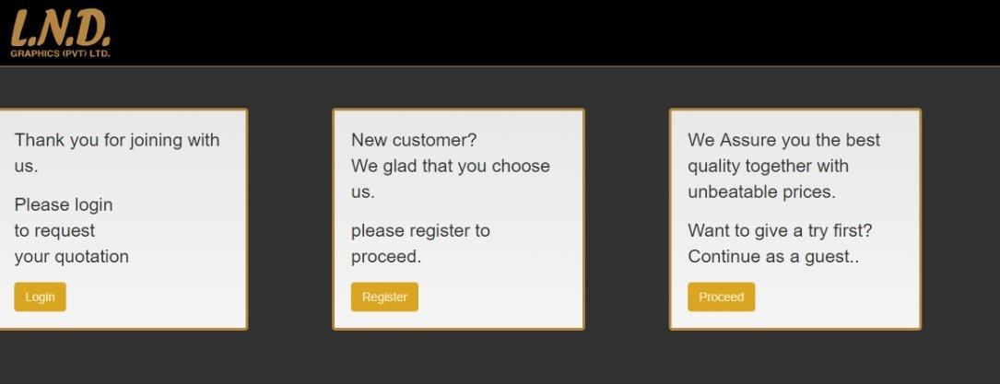 L.N.D.
GRAPHICS (PVT) LTD.
Thank you for joining with
us.
Please login
to request
your quotation
Login
New customer?
We glad that you choose
us.
please register to
proceed.
Register
We Assure you the best
quality together with
unbeatable prices.
Want to give a try first?
Continue as a guest..
Proceed